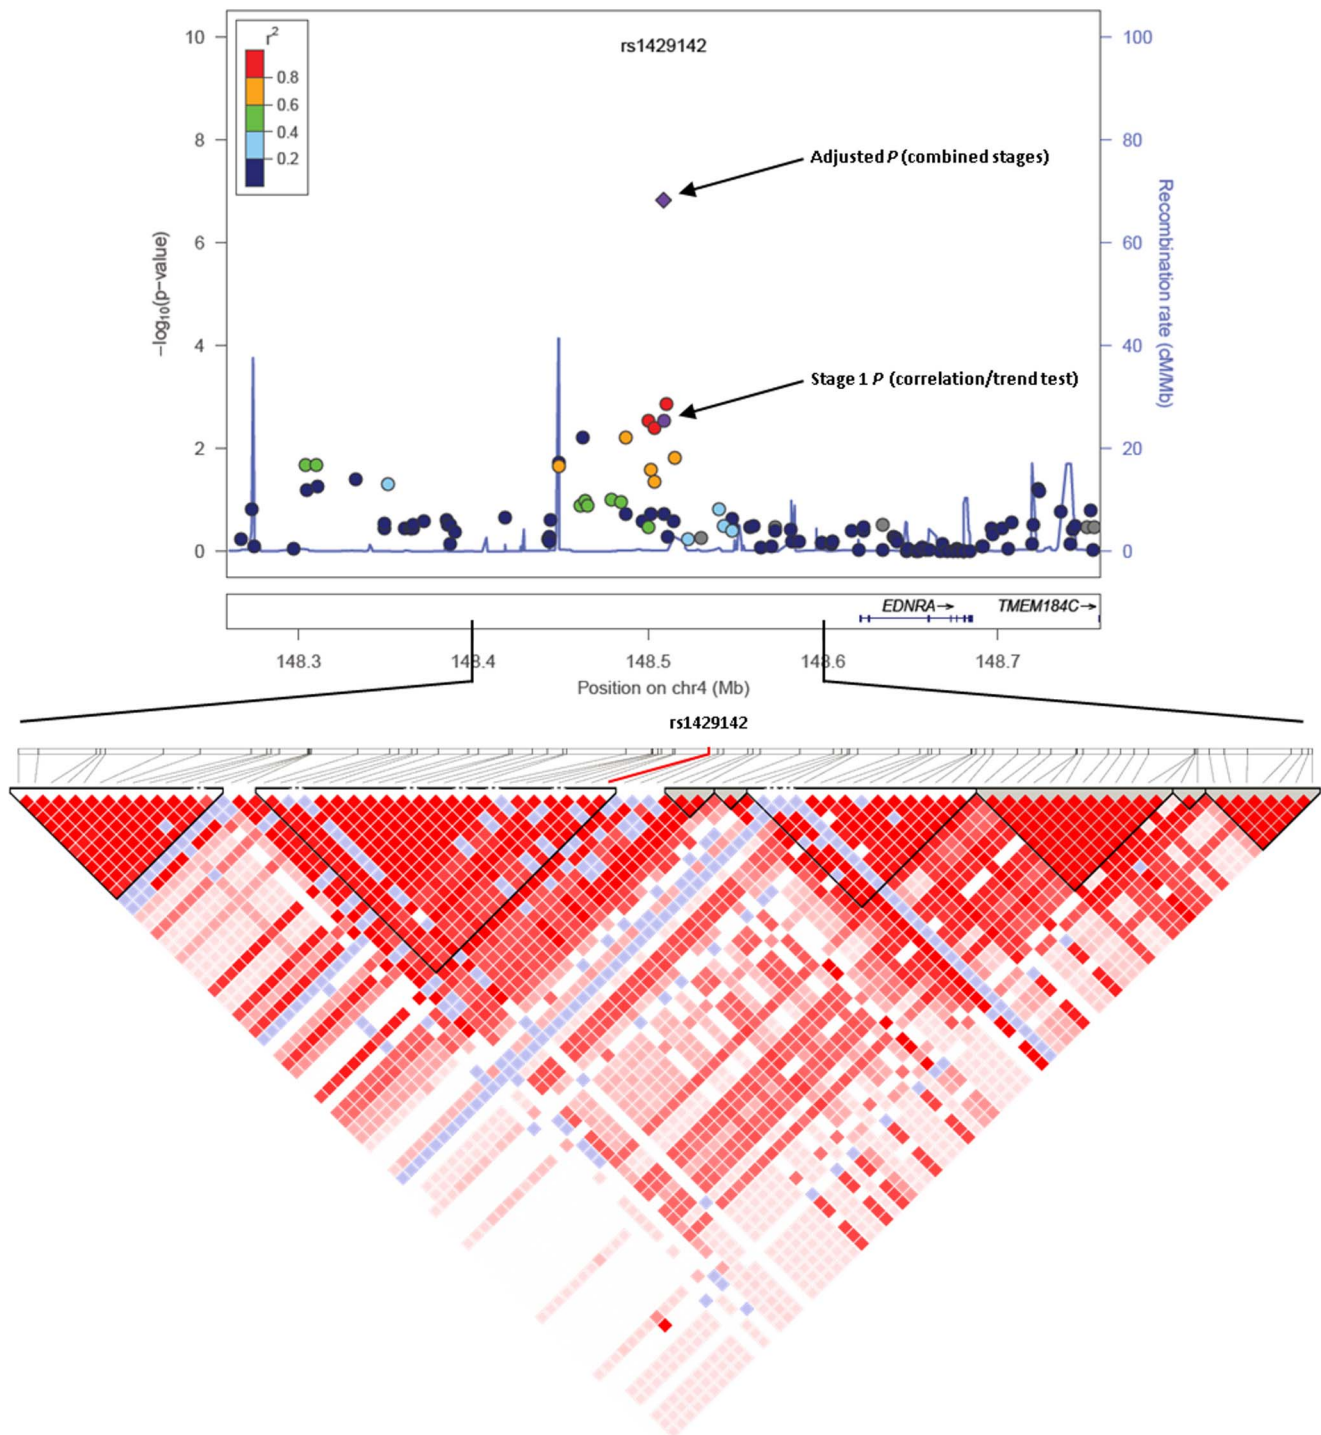 rs1429142
r2
0.8
0.6
0.4
0.2
10
8
6
4
2
0
−log10(p−value)
100
80
60
40
20
0
Recombination rate (cM/Mb)
Adjusted P (combined stages)
Stage 1 P (correlation/trend test)
EDNRA→ TMEM184C→
148.3 148.4 148.5 148.6 148.7
Position on chr4 (Mb)
rs1429142